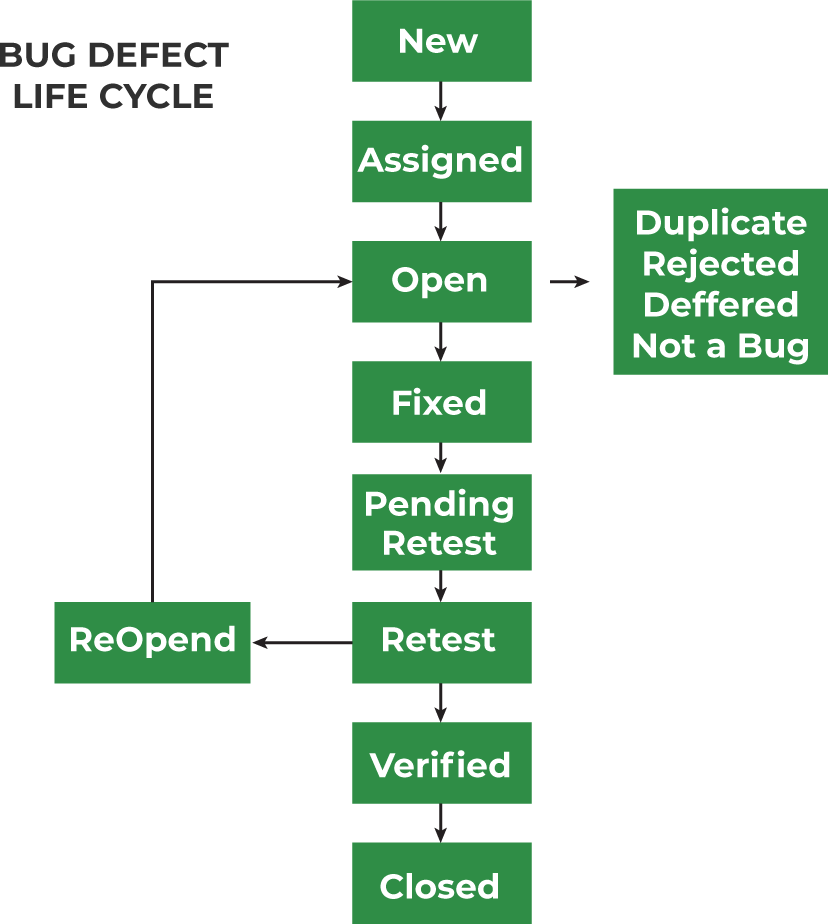 BUG DEFECT
LIFE CYCLE
New
Assigned
Open
Duplicate
Rejected
Deffered
Not a Bug
Fixed
Pending
Retest
ReOpend
Retest
Verified
Closed